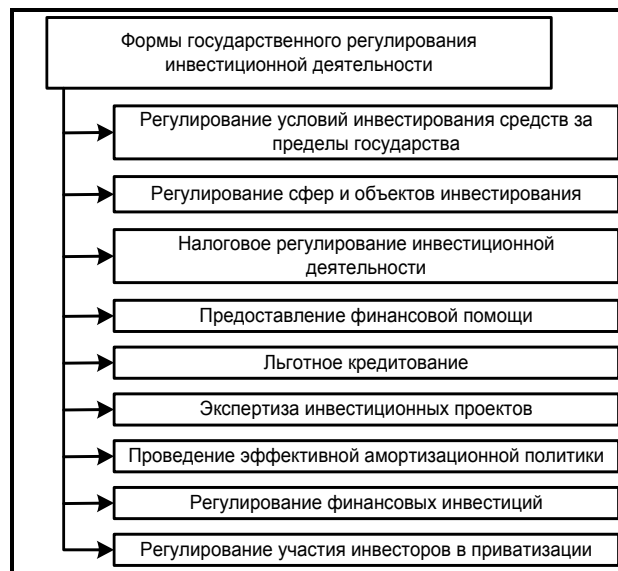 Формы государственного регулирования
инвестиционной деятельности
Регулирование условий инвестирования средств за
пределы государства
Регулирование сфер и объектов инвестирования
Налоговое регулирование инвестиционной
деятельности
Предоставление финансовой помощи
Льготное кредитование
Экспертиза инвестиционных проектов
Проведение эффективной амортизационной политики
Регулирование финансовых инвестиций
Регулирование участия инвесторов в приватизации